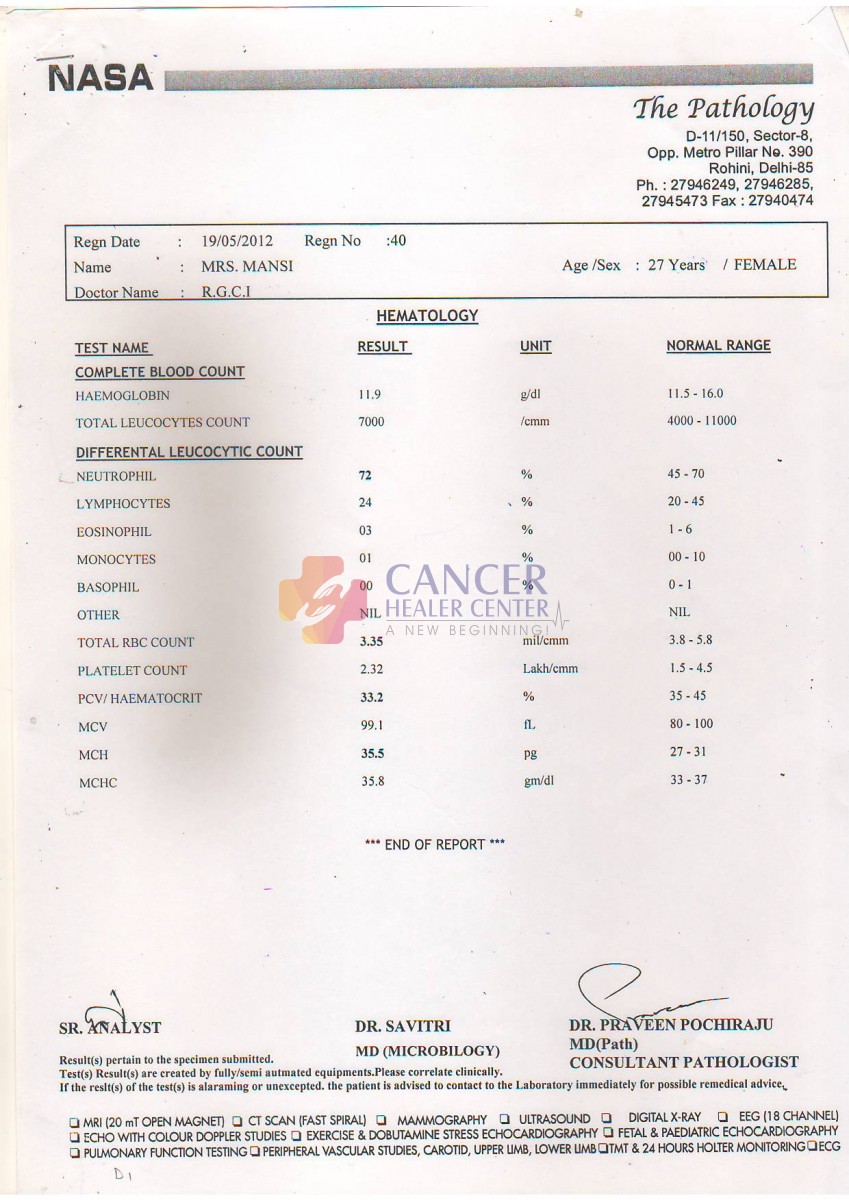 NASA
The Pathology
D-11/150, Sector-8,
Opp. Metro Pillar No. 390
Rohini, Delhi-85
Ph. : 27946249, 27946285,
27945473 Fax : 27940474
Regn Date : 19/05/2012 Regn No :40
Name : MRS. MANSI Age /Sex : 27 Years / FEMALE
Doctor Name : R.G.C.I
HEMATOLOGY
TEST NAME RESULT UNIT NORMAL RANGE
COMPLETE BLOOD COUNT
HAEMOGLOBIN 11.9 g/dl 11.5 - 16.0
TOTAL LEUCOCYTES COUNT 7000 /cmm 4000 - 11000
DIFFERENTAL LEUCOCYTIC COUNT
NEUTROPHIL 72 % 45 - 70
LYMPHOCYTES 24 % 20 - 45
EOSINOPHIL 03 % 1 - 6
MONOCYTES 01 % 00 - 10
BASOPHIL 00 % 0 - 1
OTHER NIL NIL
CANCER
HEALER CENTER
A NEW BEGINNING!
TOTAL RBC COUNT 3.35 mil/cmm 3.8 - 5.8
PLATELET COUNT 2.32 Lakh/cmm 1.5 - 4.5
PCV/ HAEMATOCRIT 33.2 % 35 - 45
MCV 99.1 fL 80 - 100
MCH 35.5 pg 27 - 31
MCHC 35.8 gm/dl 33 - 37
*** END OF REPORT ***
SR. ANALYST DR. SAVITRI DR. PRAVEEN POCHIRAJU
MD (MICROBILOGY) MD(Path)
CONSULTANT PATHOLOGIST
Result(s) pertain to the specimen submitted.
Test(s) Result(s) are created by fully/semi autmated equipments.Please correlate clinically.
If the reslt(s) of the test(s) is alaraming or unexcepted. the patient is advised to contact to the Laboratory immediately for possible remedical advice.
❑ MRI (20 mT OPEN MAGNET) ❑ CT SCAN (FAST SPIRAL) ❑ MAMMOGRAPHY ❑ ULTRASOUND ❑ DIGITAL X-RAY ❑ EEG (18 CHANNEL)
❑ ECHO WITH COLOUR DOPPLER STUDIES ❑ EXERCISE & DOBUTAMINE STRESS ECHOCARDIOGRAPHY ❑ FETAL & PAEDIATRIC ECHOCARDIOGRAPHY
❑ PULMONARY FUNCTION TESTING ❑ PERIPHERAL VASCULAR STUDIES, CAROTID, UPPER LIMB, LOWER LIMB ❑ TMT & 24 HOURS HOLTER MONITORING ❑ ECG
D1